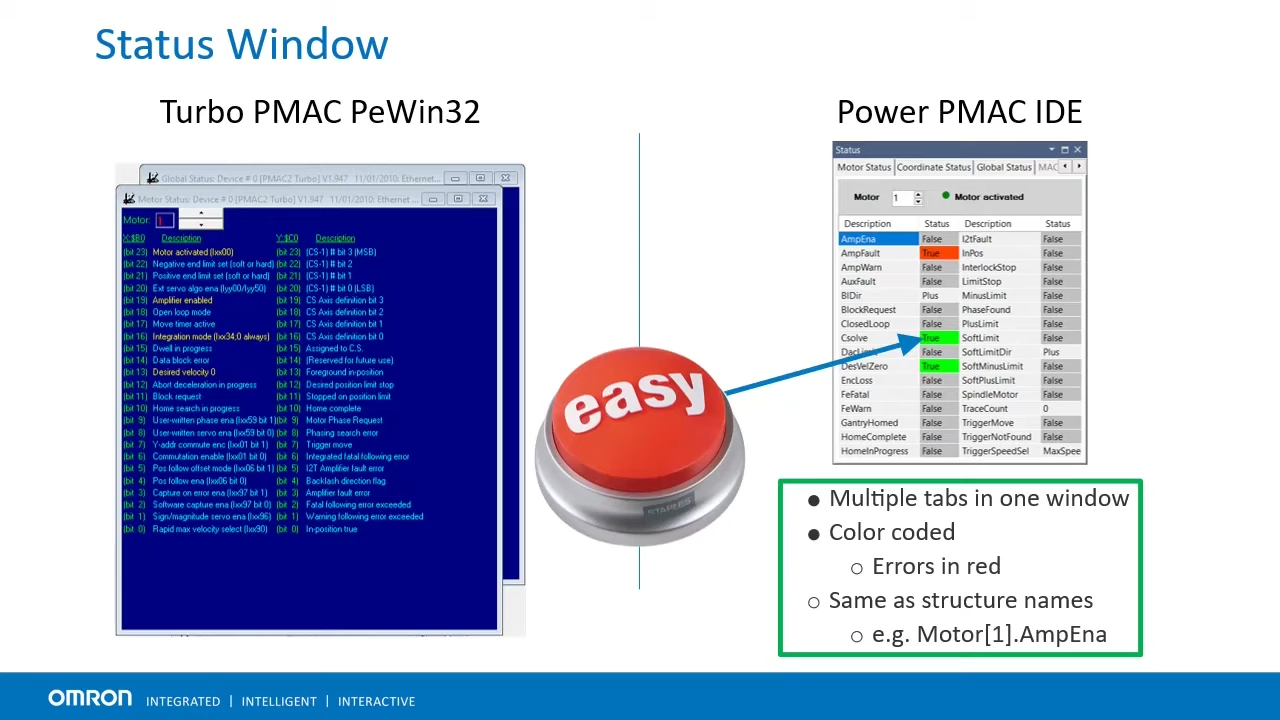 Status Window
Turbo PMAC PeWin32
Global Status: Device # 0 [PMAC2 Turbo] V1.947 11/01/2010: Ethernet...
Motor Status: Device # 0 [PMAC2 Turbo] V1.947 11/01/2010: Ethernet ...
Motor: 1
X:$B0 Description Y:$C0 Description
(bit 23) Motor activated (Ixx00) (bit 23) (CS-1) # bit 3 (MSB)
(bit 22) Negative end limit set (soft or hard) (bit 22) (CS-1) # bit 2
(bit 21) Positive end limit set (soft or hard) (bit 21) (CS-1) # bit 1
(bit 20) Ext servo algo ena (Iyy00/Iyy50) (bit 20) (CS-1) # bit 0 (LSB)
(bit 19) Amplifier enabled (bit 19) CS Axis definition bit 3
(bit 18) Open loop mode (bit 18) CS Axis definition bit 2
(bit 17) Move timer active (bit 17) CS Axis definition bit 1
(bit 16) Integration mode (Ixx34;0 always) (bit 16) CS Axis definition bit 0
(bit 15) Dwell in progress (bit 15) Assigned to C.S.
(bit 14) Data block error (bit 14) (Reserved for future use)
(bit 13) Desired velocity 0 (bit 13) Foreground in-position
(bit 12) Abort deceleration in progress (bit 12) Desired position limit stop
(bit 11) Block request (bit 11) Stopped on position limit
(bit 10) Home search in progress (bit 10) Home complete
(bit 9) User-written phase ena (Ixx59 bit 1) (bit 9) Motor Phase Request
(bit 8) User-written servo ena (Ixx59 bit 0) (bit 8) Phasing search error
(bit 7) Y-addr commute enc (Ixx01 bit 1) (bit 7) Trigger move
(bit 6) Commutation enable (Ixx01 bit 0) (bit 6) Integrated fatal following error
(bit 5) Pos follow offset mode (Ixx06 bit 1) (bit 5) I2T Amplifier fault error
(bit 4) Pos follow ena (Ixx06 bit 0) (bit 4) Backlash direction flag
(bit 3) Capture on error ena (Ixx97 bit 1) (bit 3) Amplifier fault error
(bit 2) Software capture ena (Ixx97 bit 0) (bit 2) Fatal following error exceeded
(bit 1) Sign/magnitude servo ena (Ixx96) (bit 1) Warning following error exceeded
(bit 0) Rapid max velocity select (Ixx90) (bit 0) In-position true
easy
STAPLES
Power PMAC IDE
Status
Motor Status Coordinate Status Global Status MAC
Motor 1 Motor activated
Description Status Description Status
AmpEna False I2tFault False
AmpFault True InPos False
AmpWarn False InterlockStop False
AuxFault False LimitStop False
BlDir Plus MinusLimit False
BlockRequest False PhaseFound False
ClosedLoop False PlusLimit False
Csolve True SoftLimit False
False SoftLimitDir Plus
DesVelZero True SoftMinusLimit False
EncLoss False SoftPlusLimit False
FeFatal False SpindleMotor False
FeWarn False TraceCount 0
GantryHomed False TriggerMove False
HomeComplete False TriggerNotFound False
HomeInProgress False TriggerSpeedSel MaxSpee
● Multiple tabs in one window
● Color coded
○ Errors in red
○ Same as structure names
○ e.g. Motor[1].AmpEna
OMRON INTEGRATED | INTELLIGENT | INTERACTIVE